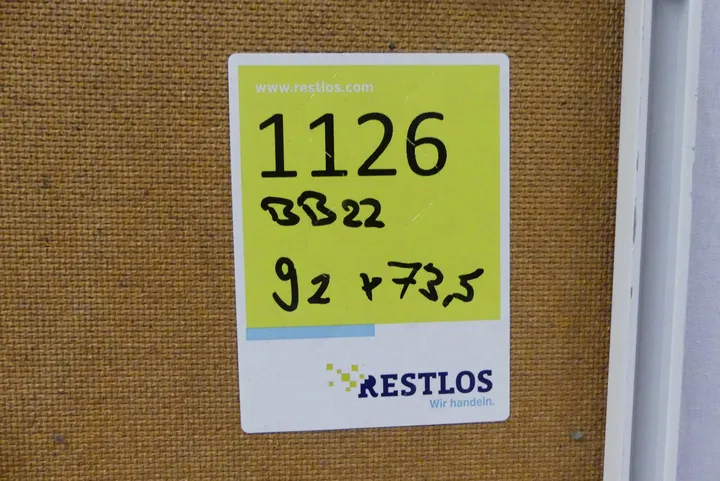 www.restlos.com
1126
BB22
92 x 73,5
RESTLOS
Wir handeln.